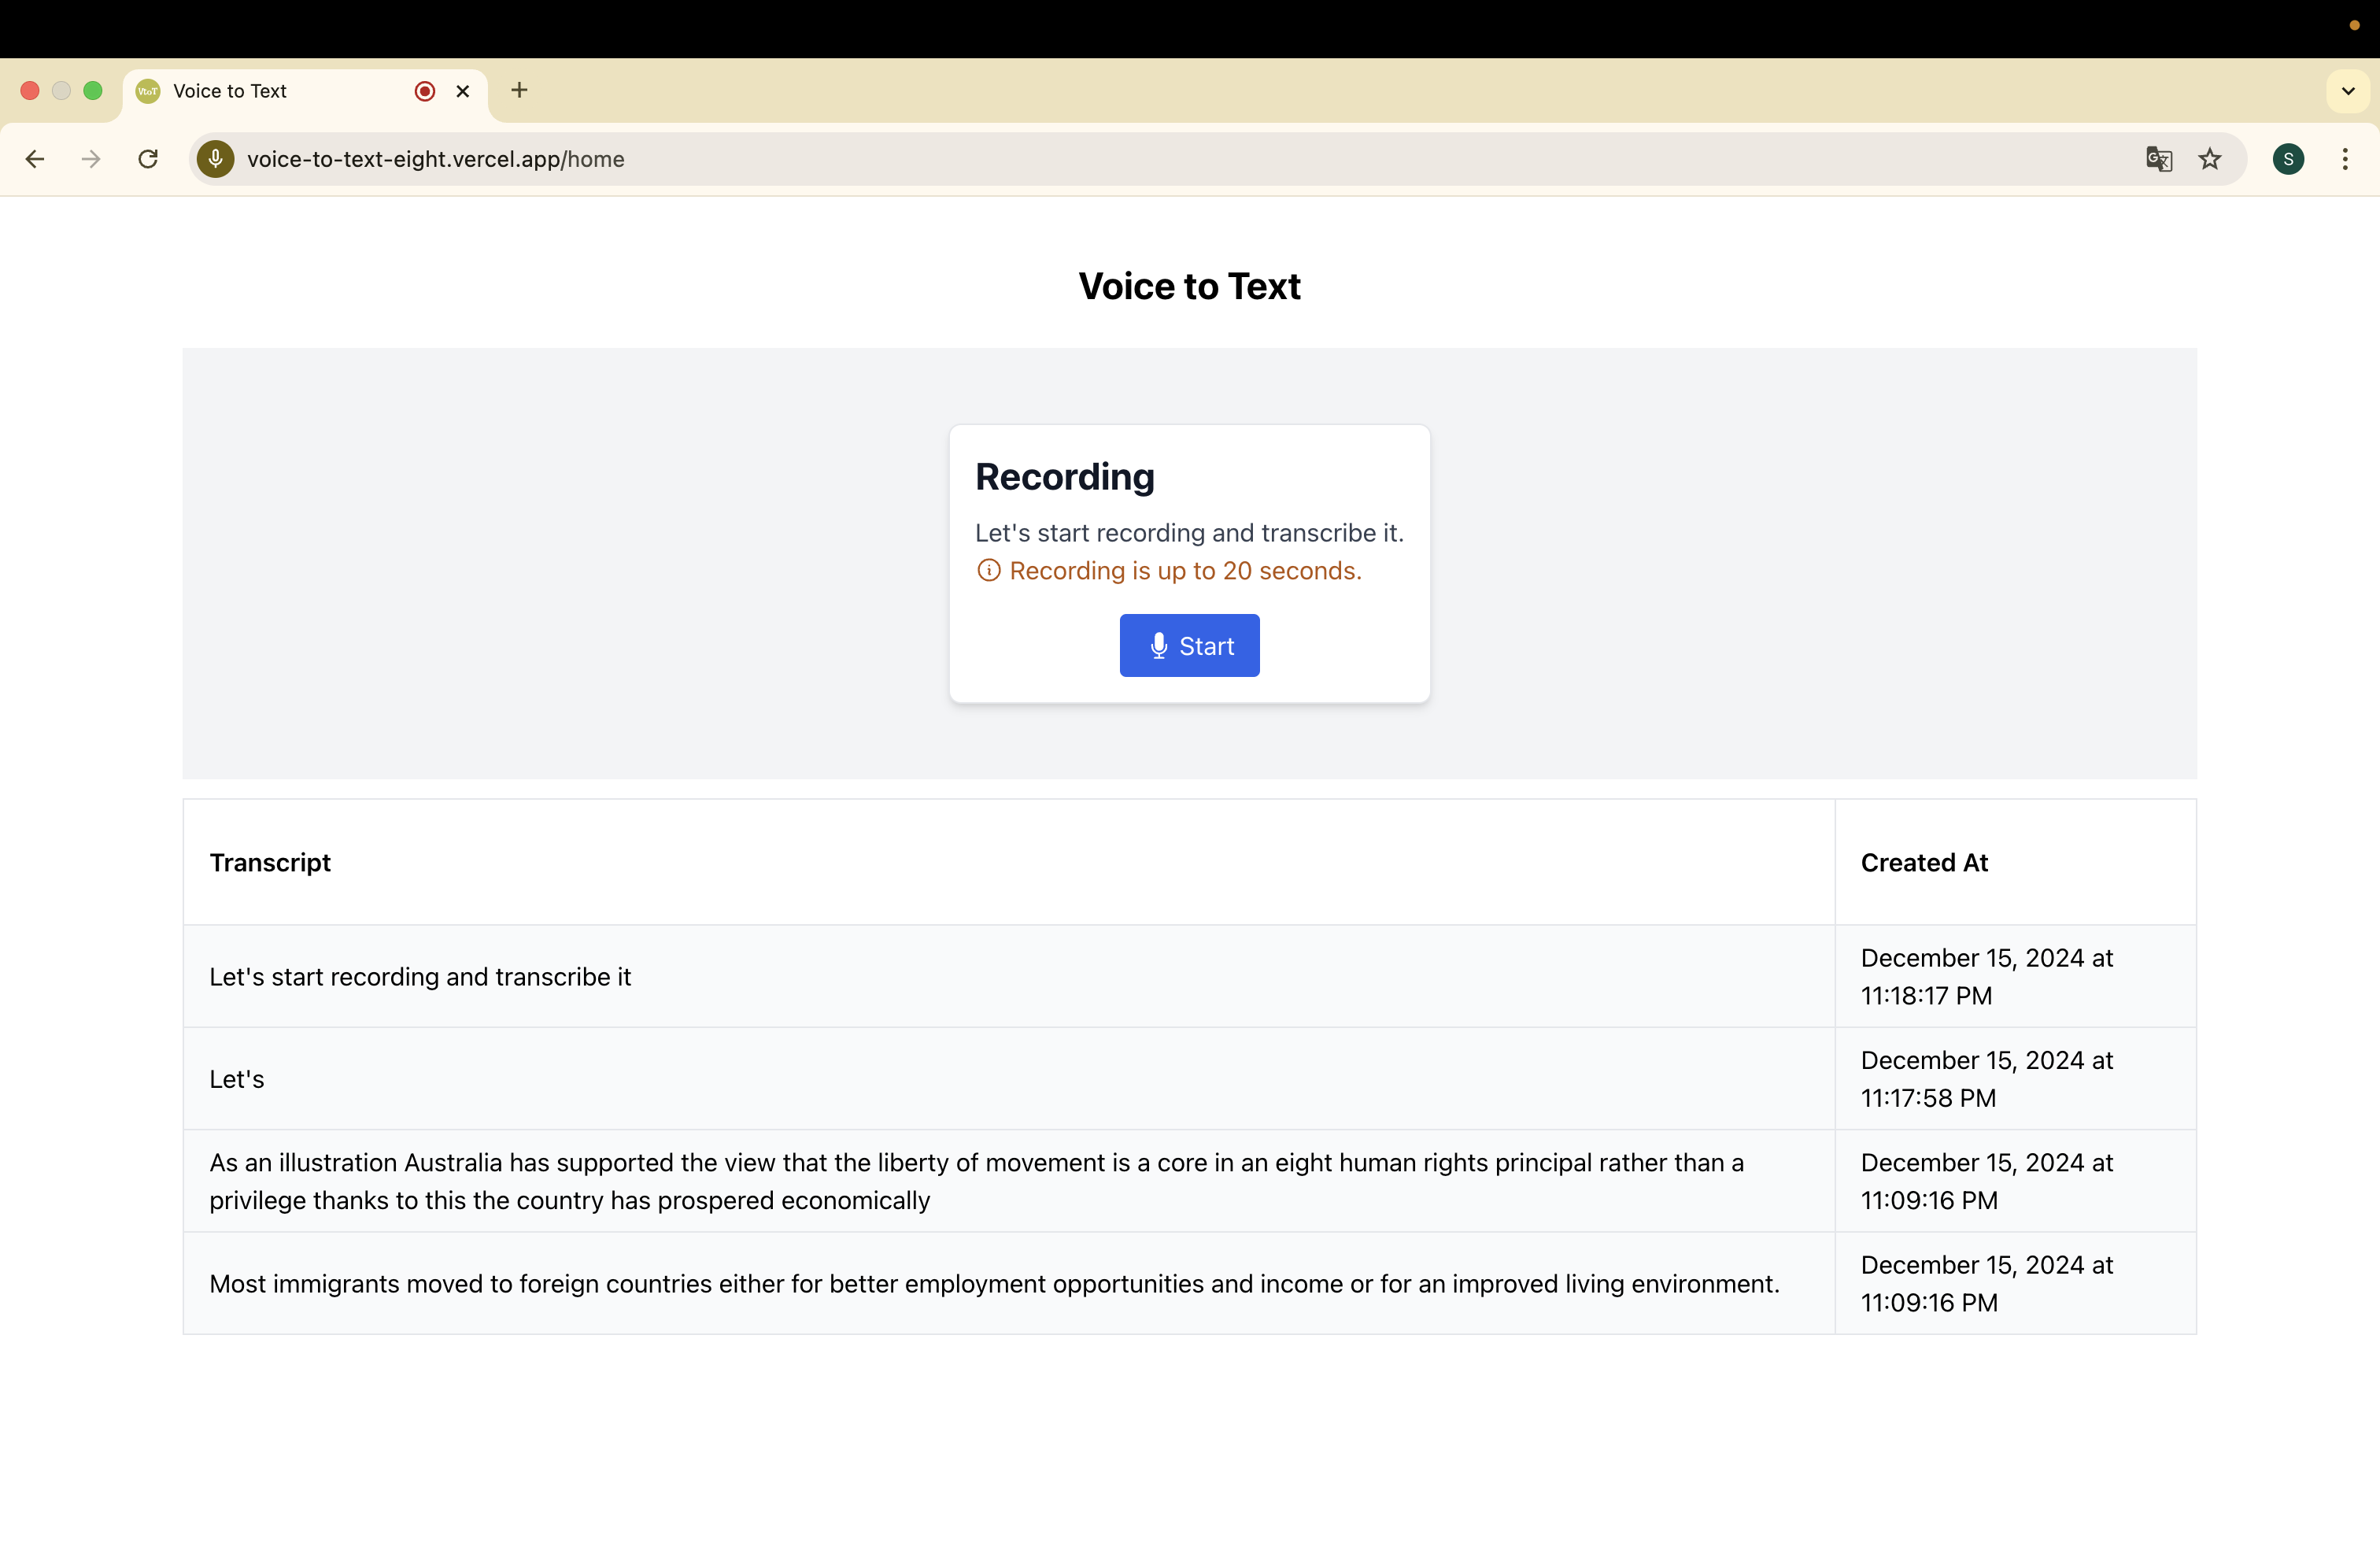 VtoT
Voice to Text
voice-to-text-eight.vercel.app/home
S
Voice to Text
Recording
Let's start recording and transcribe it.
Recording is up to 20 seconds.
Start
Transcript
Created At
Let's start recording and transcribe it
December 15, 2024 at
11:18:17 PM
Let's
December 15, 2024 at
11:17:58 PM
As an illustration Australia has supported the view that the liberty of movement is a core in an eight human rights principal rather than a
privilege thanks to this the country has prospered economically
December 15, 2024 at
11:09:16 PM
Most immigrants moved to foreign countries either for better employment opportunities and income or for an improved living environment.
December 15, 2024 at
11:09:16 PM